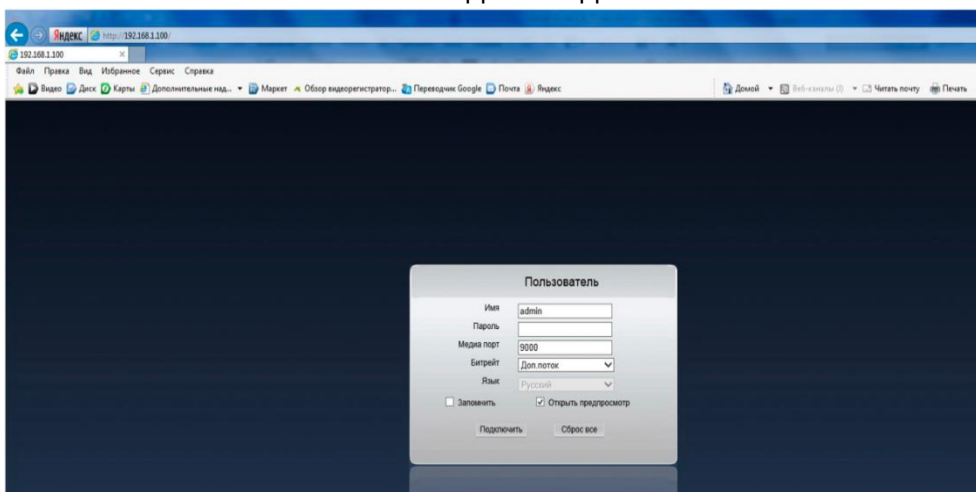 Яндекс http://192.168.1.100/
192.168.1.100 ×
Файл Правка Вид Избранное Сервис Справка
Видео Диск Карты Дополнительные над... Маркет Обзор видеорегистратор... Переводчик Google Почта Яндекс Домой Веб-каналы (J) Читать почту Печать
Пользователь
Имя admin
Пароль
Медиа порт 9000
Битрейт Доп.поток
Язык Русский
Запомнить Открыть предпросмотр
Подключить Сброс все